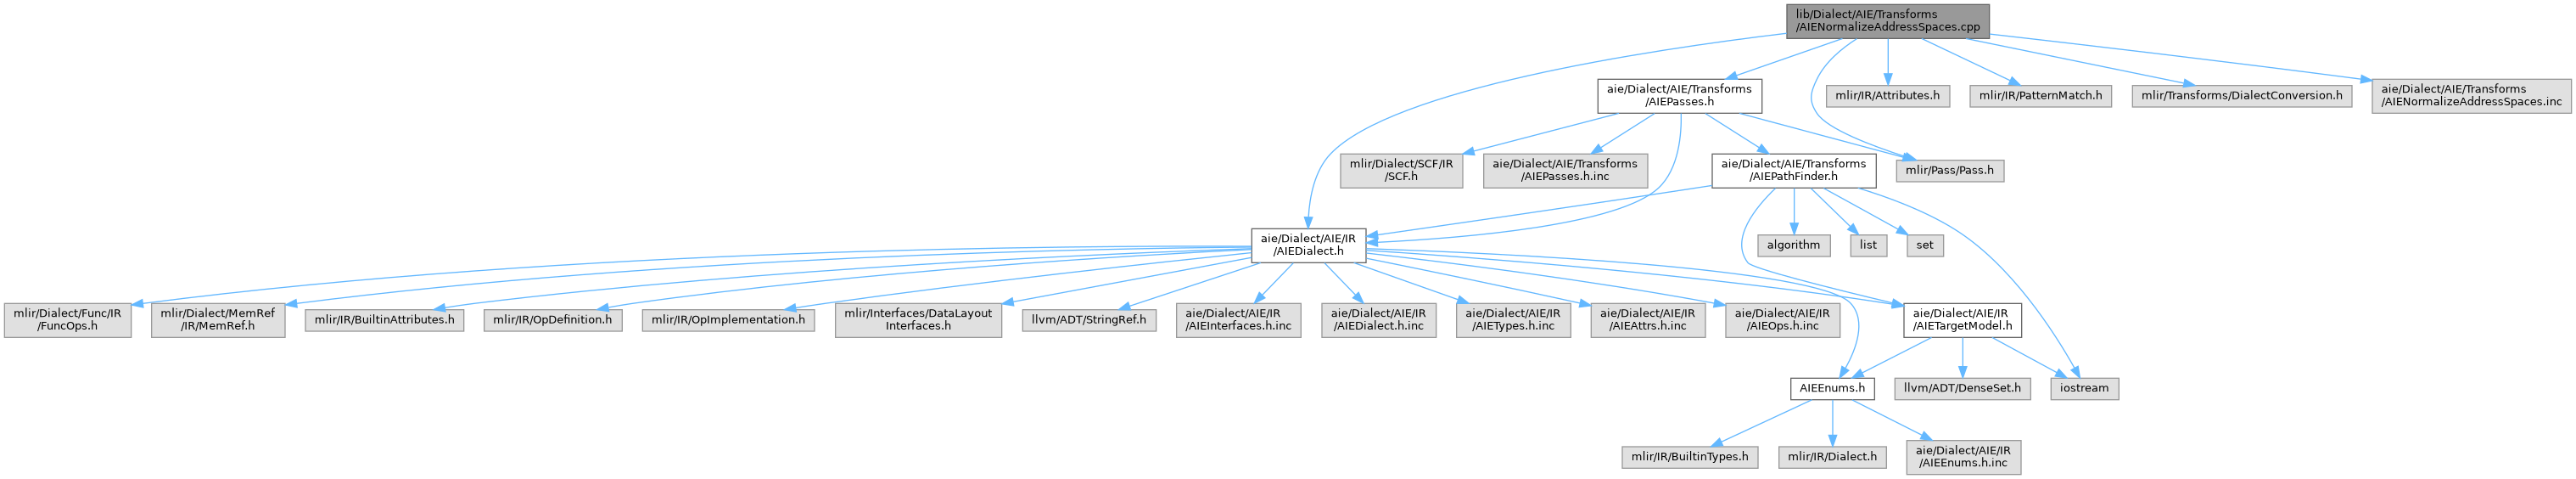 lib/Dialect/AIE/Transforms
/AIENormalizeAddressSpaces.cpp
aie/Dialect/AIE/Transforms
/AIEPasses.h
mlir/IR/Attributes.h
mlir/IR/PatternMatch.h
mlir/Transforms/DialectConversion.h
aie/Dialect/AIE/Transforms
/AIENormalizeAddressSpaces.inc
mlir/Dialect/SCF/IR
/SCF.h
aie/Dialect/AIE/Transforms
/AIEPasses.h.inc
aie/Dialect/AIE/Transforms
/AIEPathFinder.h
mlir/Pass/Pass.h
aie/Dialect/AIE/IR
/AIEDialect.h
algorithm
list
set
mlir/Dialect/Func/IR
/FuncOps.h
mlir/Dialect/MemRef
/IR/MemRef.h
mlir/IR/BuiltinAttributes.h
mlir/IR/OpDefinition.h
mlir/IR/OpImplementation.h
mlir/Interfaces/DataLayout
Interfaces.h
llvm/ADT/StringRef.h
aie/Dialect/AIE/IR
/AIEInterfaces.h.inc
aie/Dialect/AIE/IR
/AIEDialect.h.inc
aie/Dialect/AIE/IR
/AIETypes.h.inc
aie/Dialect/AIE/IR
/AIEAttrs.h.inc
aie/Dialect/AIE/IR
/AIEOps.h.inc
aie/Dialect/AIE/IR
/AIETargetModel.h
AIEEnums.h
llvm/ADT/DenseSet.h
iostream
mlir/IR/BuiltinTypes.h
mlir/IR/Dialect.h
aie/Dialect/AIE/IR
/AIEEnums.h.inc